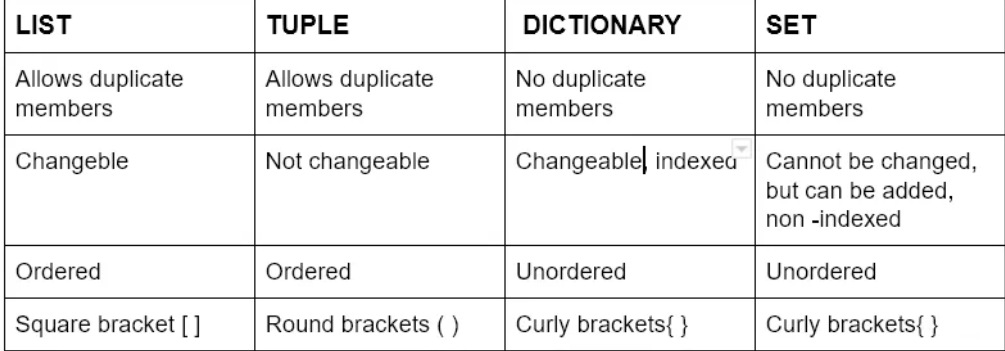 LIST
TUPLE
DICTIONARY
SET
Allows duplicate
members
Allows duplicate
members
No duplicate
members
No duplicate
members
Changeble
Not changeable
Changeable, indexed
Cannot be changed,
but can be added,
non -indexed
Ordered
Ordered
Unordered
Unordered
Square bracket [ ]
Round brackets ( )
Curly brackets{ }
Curly brackets{ }